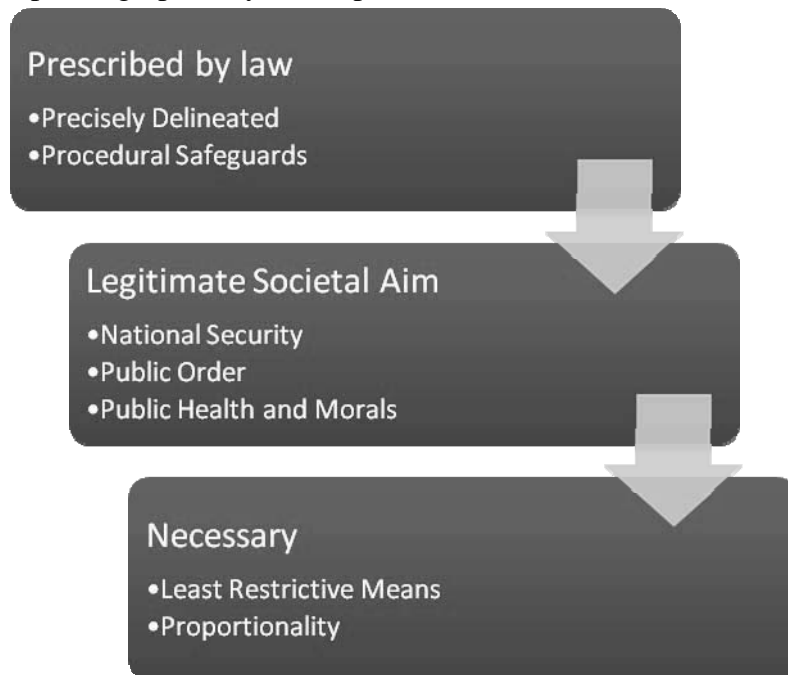 Prescribed by law
•Precisely Delineated
•Procedural Safeguards
Legitimate Societal Aim
•National Security
•Public Order
•Public Health and Morals
Necessary
•Least Restrictive Means
•Proportionality